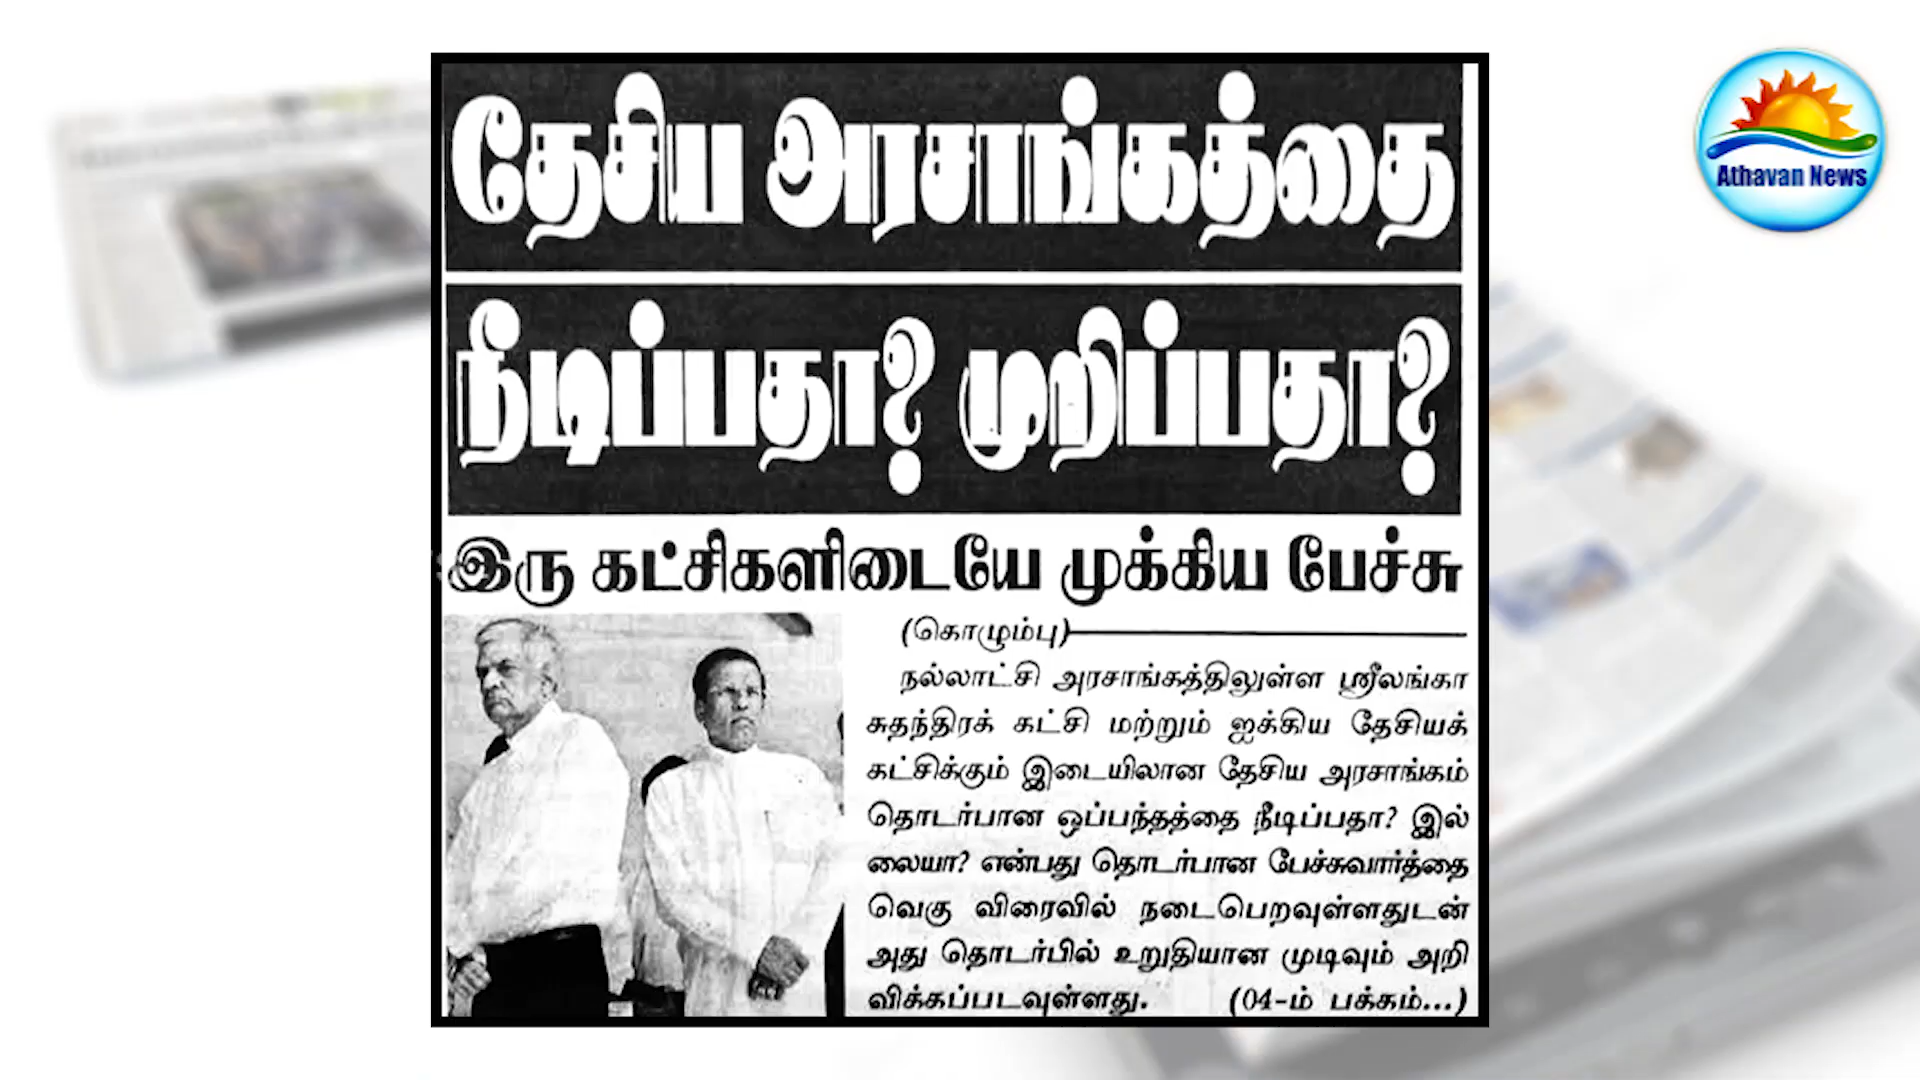 தேசிய அரசாங்கத்தை
நீடிப்பதா? முறிப்பதா?
இரு கட்சிகளிடையே முக்கிய பேச்சு
(கொழும்பு)
நல்லாட்சி அரசாங்கத்திலுள்ள ஸ்ரீலங்கா
சுதந்திரக் கட்சி மற்றும் ஐக்கிய தேசியக்
கட்சிக்கும் இடையிலான தேசிய அரசாங்கம்
தொடர்பான ஒப்பந்தத்தை நீடிப்பதா? இல்
லையா? என்பது தொடர்பான பேச்சுவார்த்தை
வெகு விரைவில் நடைபெறவுள்ளதுடன்
அது தொடர்பில் உறுதியான முடிவும் அறி
விக்கப்படவுள்ளது. (04-ம் பக்கம்...)
Athavan News